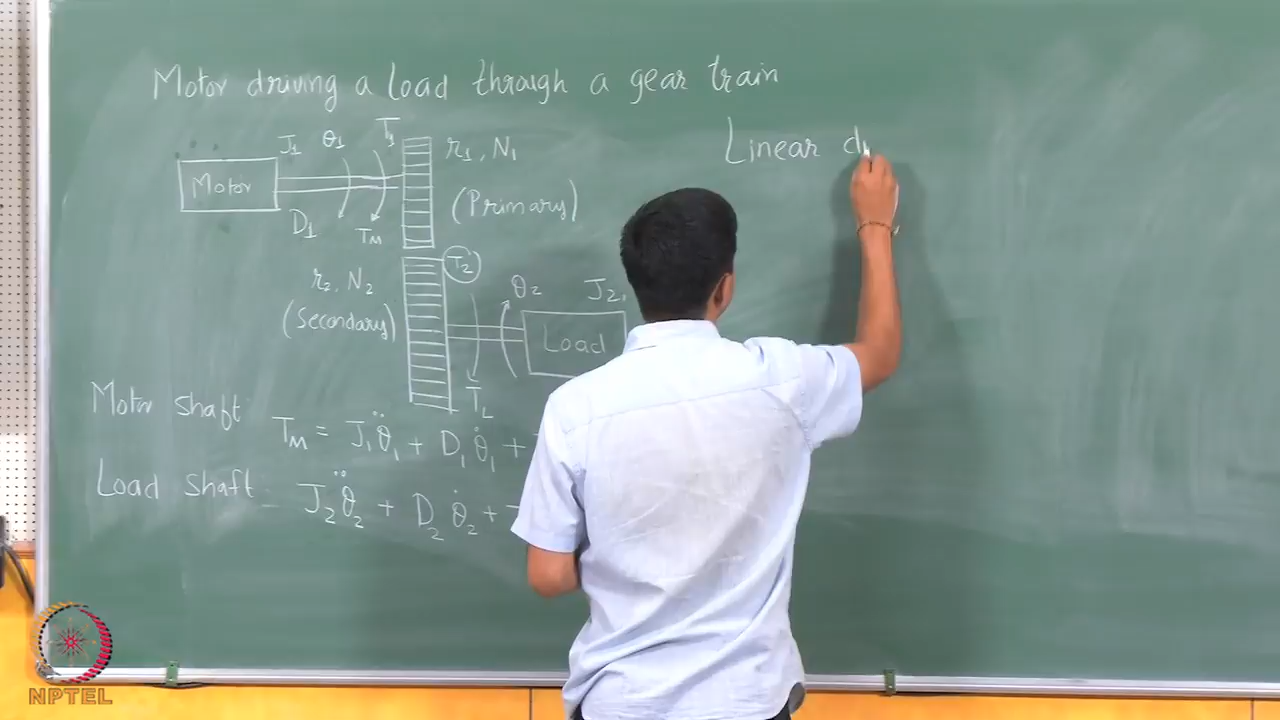 Motor driving a load through a gear train
J1 θ1 T1
r1, N1
Linear d
Motor
(Primary)
D1 TM
T2
r2, N2
θ2 J2,
(Secondary)
Load
TL
Motor shaft TM = J1θ̈1 + D1θ̇1 +
Load shaft = J2θ̈2 + D2θ̇2 +
NPTEL